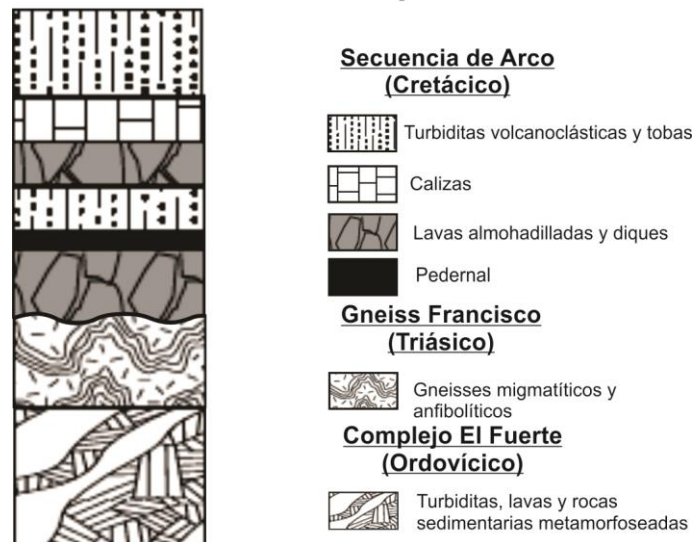 Secuencia de Arco
(Cretácico)
Turbiditas volcanoclásticas y tobas
Calizas
Lavas almohadilladas y diques
Pedernal
Gneiss Francisco
(Triásico)
Gneisses migmatíticos y
anfibolíticos
Complejo El Fuerte
(Ordovícico)
Turbiditas, lavas y rocas
sedimentarias metamorfoseadas